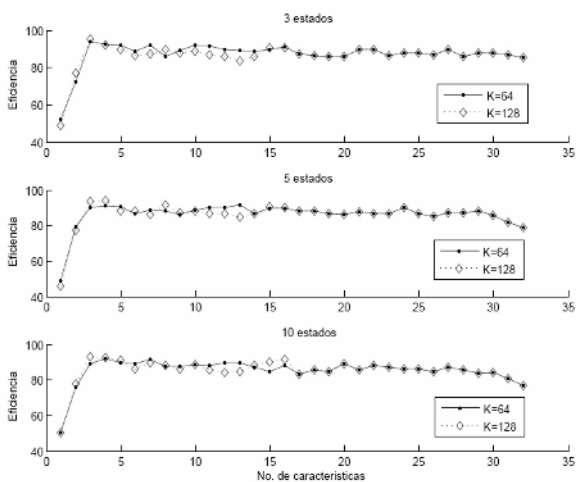 3 estados
100
80
60
40
Eficiencia
0 5 10 15 20 25 30 35
K=64
K=128
5 estados
100
80
60
40
Eficiencia
0 5 10 15 20 25 30 35
K=64
K=128
10 estados
100
80
60
40
Eficiencia
0 5 10 15 20 25 30 35
K=64
K=128
No. de caracteristicas